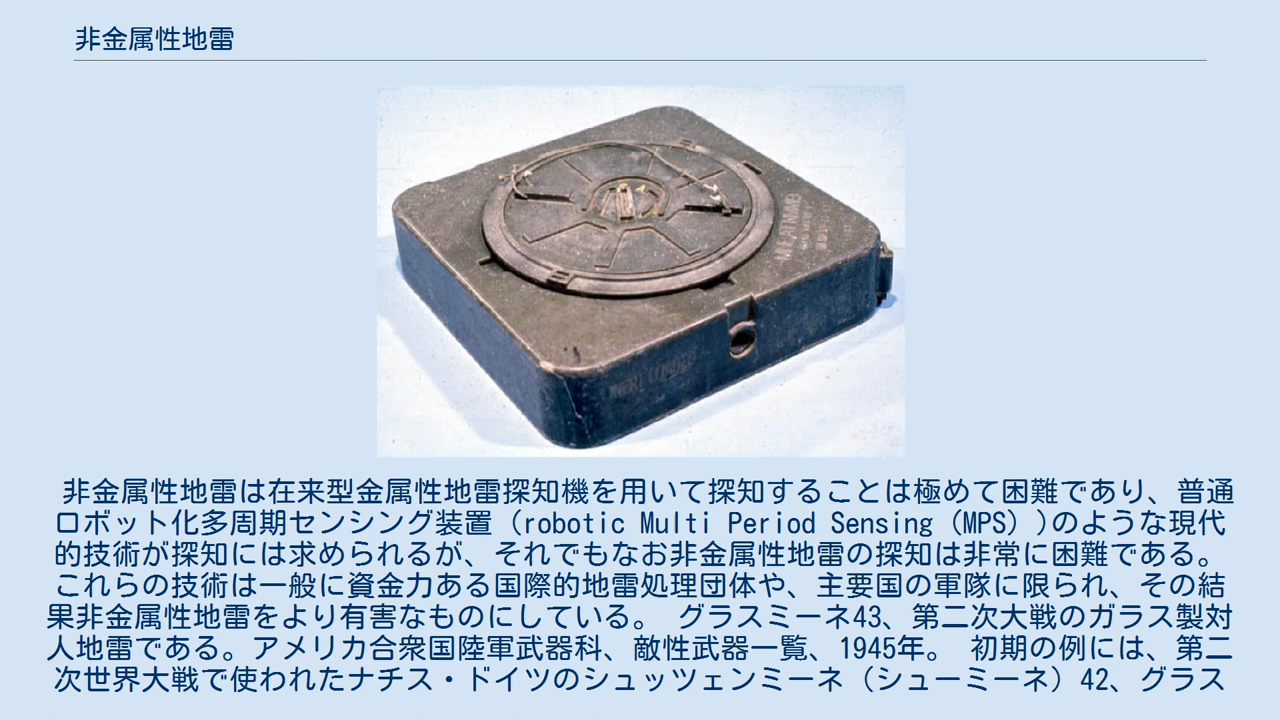 非金属性地雷
非金属性地雷は在来型金属性地雷探知機を用いて探知することは極めて困難であり、普通
ロボット化多周期センシング装置（robotic Multi Period Sensing（MPS）)のような現代
的技術が探知には求められるが、それでもなお非金属性地雷の探知は非常に困難である。
これらの技術は一般に資金力ある国際的地雷処理団体や、主要国の軍隊に限られ、その結
果非金属性地雷をより有害なものにしている。 グラスミーネ43、第二次大戦のガラス製対
人地雷である。アメリカ合衆国陸軍武器科、敵性武器一覧、1945年。 初期の例には、第二
次世界大戦で使われたナチス・ドイツのシュッツェンミーネ（シューミーネ）42、グラス